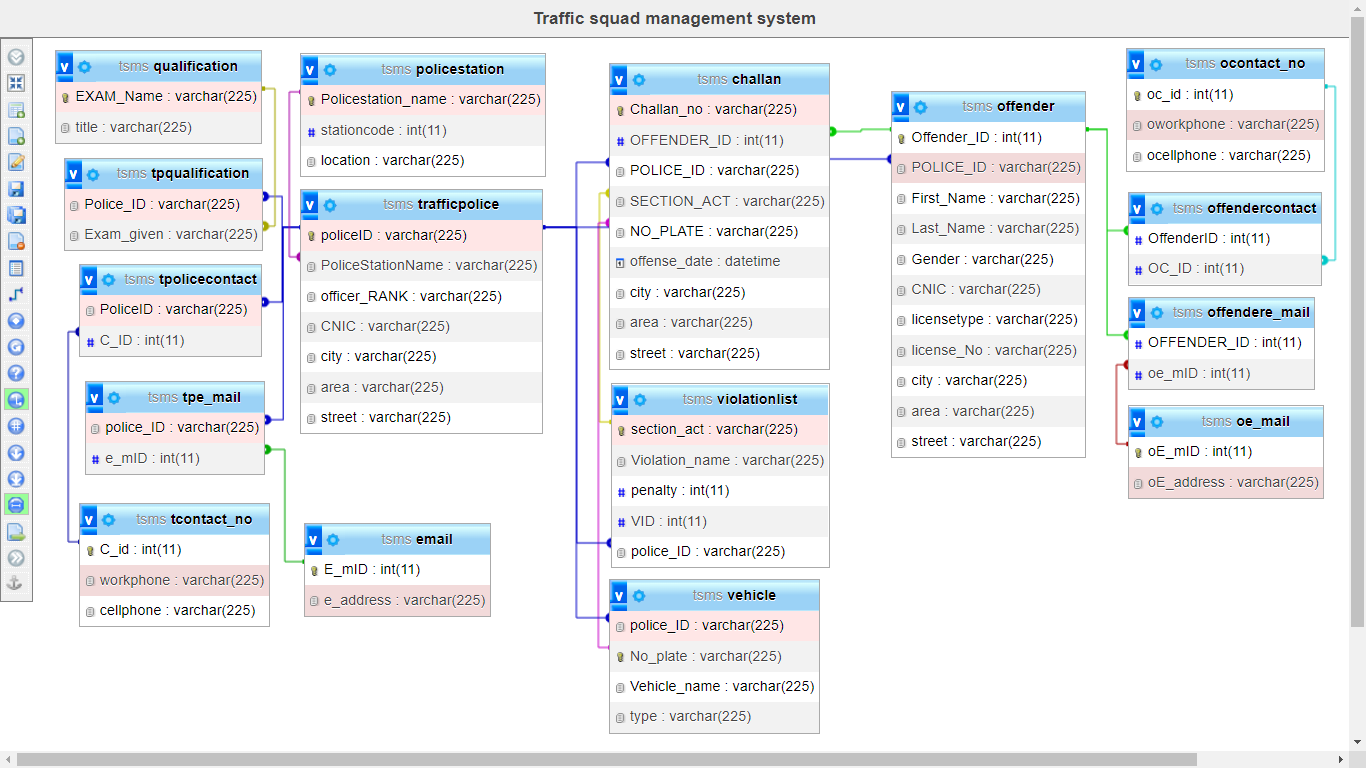 Traffic squad management system
v tsms qualification
EXAM_Name : varchar(225)
title : varchar(225)
v tsms tpqualification
Police_ID : varchar(225)
Exam_given : varchar(225)
v tsms tpolicecontact
PoliceID : varchar(225)
# C_ID : int(11)
v tsms tpe_mail
police_ID : varchar(225)
# e_mID : int(11)
v tsms tcontact_no
C_id : int(11)
workphone : varchar(225)
cellphone : varchar(225)
v tsms policestation
Policestation_name : varchar(225)
# stationcode : int(11)
location : varchar(225)
v tsms trafficpolice
policeID : varchar(225)
PoliceStationName : varchar(225)
officer_RANK : varchar(225)
CNIC : varchar(225)
city : varchar(225)
area : varchar(225)
street : varchar(225)
v tsms email
E_mID : int(11)
e_address : varchar(225)
v tsms challan
Challan_no : varchar(225)
# OFFENDER_ID : int(11)
POLICE_ID : varchar(225)
SECTION_ACT : varchar(225)
NO_PLATE : varchar(225)
offense_date : datetime
city : varchar(225)
area : varchar(225)
street : varchar(225)
v tsms violationlist
section_act : varchar(225)
Violation_name : varchar(225)
# penalty : int(11)
# VID : int(11)
police_ID : varchar(225)
v tsms vehicle
police_ID : varchar(225)
No_plate : varchar(225)
Vehicle_name : varchar(225)
type : varchar(225)
v tsms offender
Offender_ID : int(11)
POLICE_ID : varchar(225)
First_Name : varchar(225)
Last_Name : varchar(225)
Gender : varchar(225)
CNIC : varchar(225)
licensetype : varchar(225)
license_No : varchar(225)
city : varchar(225)
area : varchar(225)
street : varchar(225)
v tsms ocontact_no
oc_id : int(11)
oworkphone : varchar(225)
ocellphone : varchar(225)
v tsms offendercontact
# OffenderID : int(11)
# OC_ID : int(11)
v tsms offendere_mail
# OFFENDER_ID : int(11)
# oe_mID : int(11)
v tsms oe_mail
oE_mID : int(11)
oE_address : varchar(225)